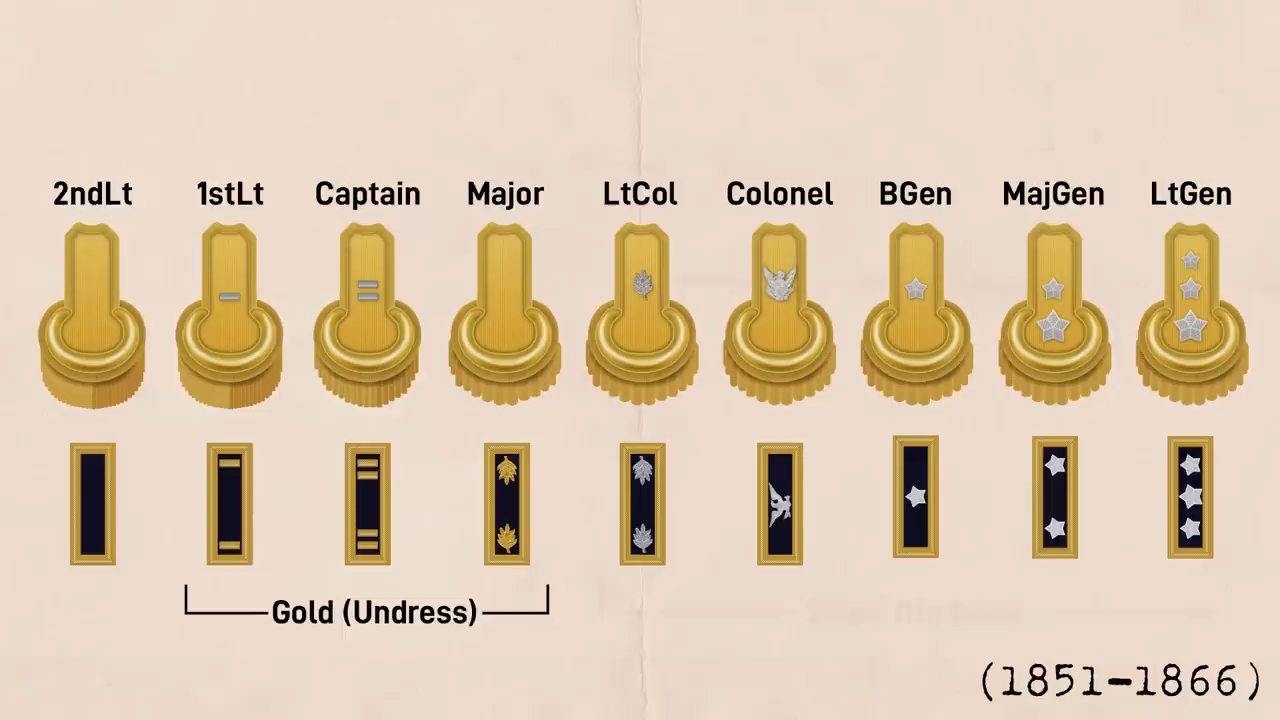 2ndLt 1stLt Captain Major LtCol Colonel BGen MajGen LtGen
Gold (Undress)
(1851-1866)